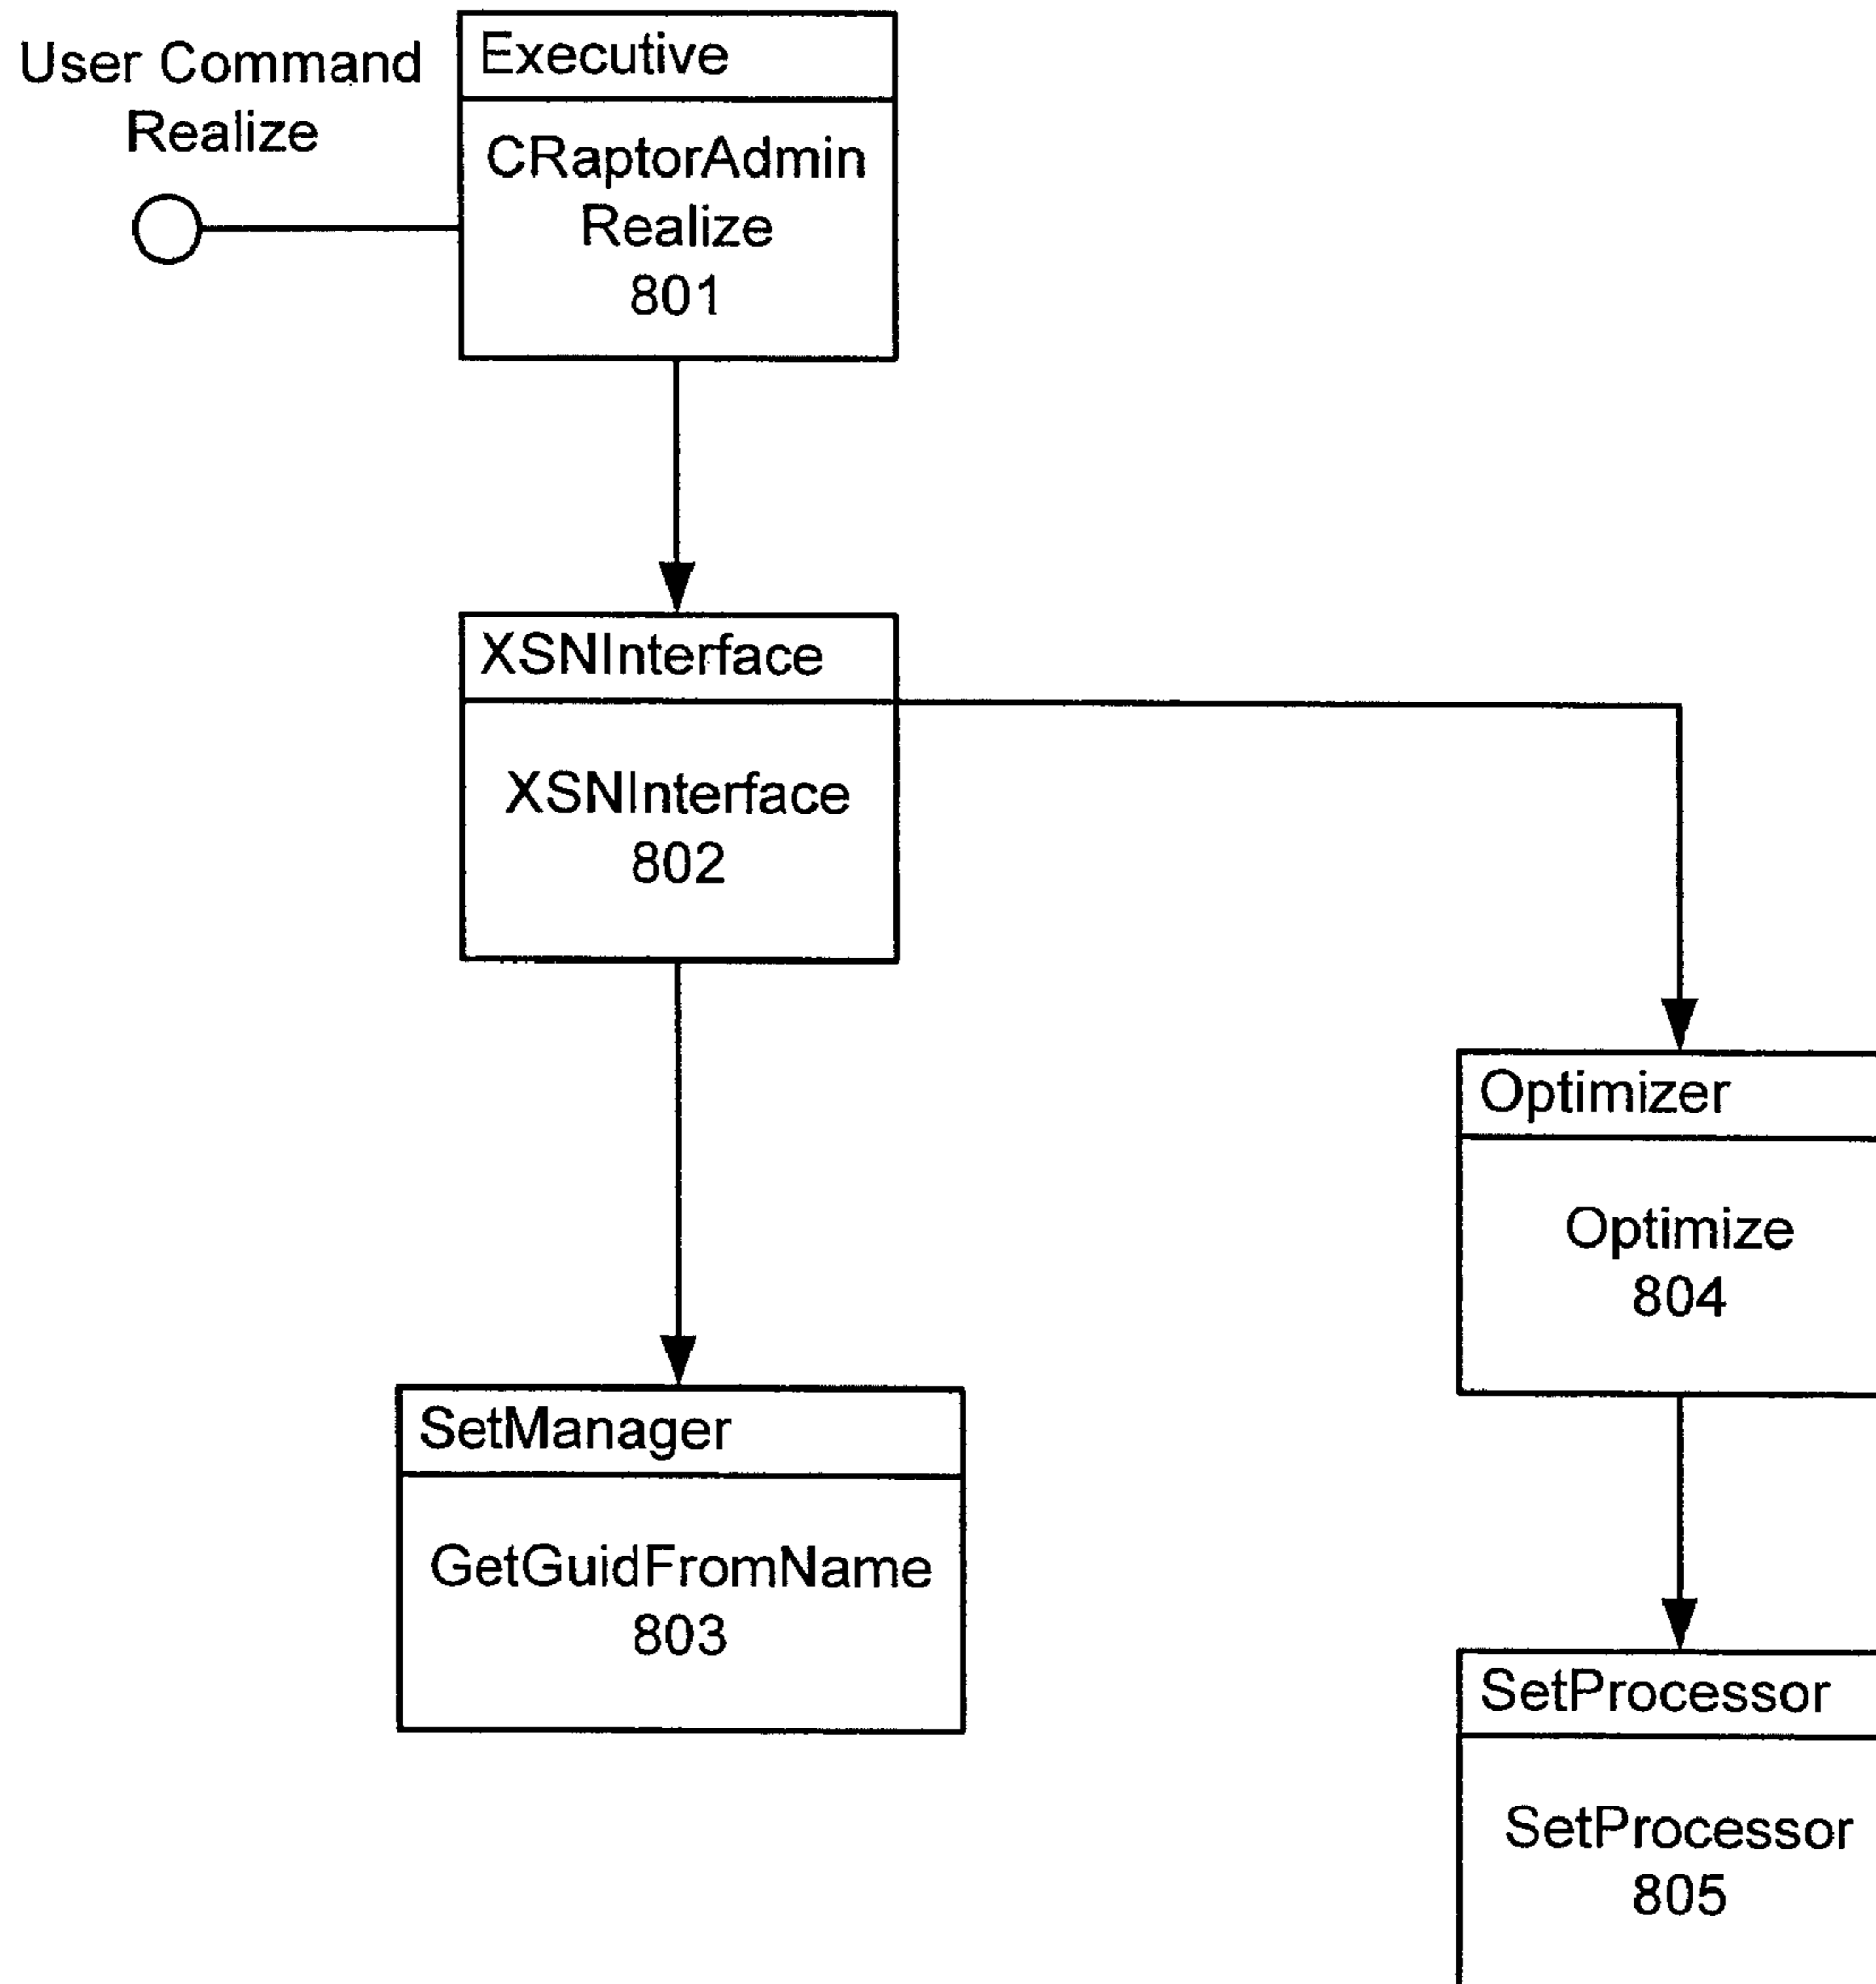 User Command
Realize
Executive
CRaptorAdmin
Realize
801
XSNInterface
XSNInterface
802
Optimizer
Optimize
804
SetManager
GetGuidFromName
803
SetProcessor
SetProcessor
805